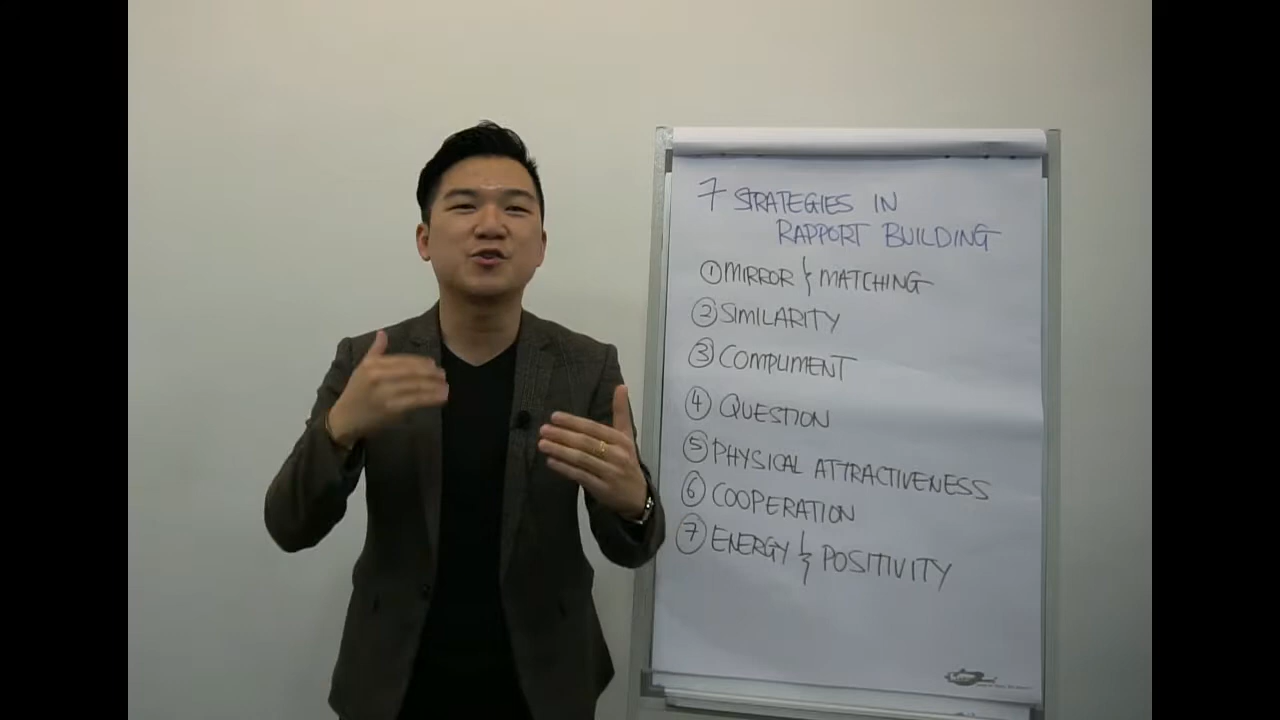 7 STRATEGIES IN
RAPPORT BUILDING
① MIRROR & MATCHING
② SIMILARITY
③ COMPLIMENT
④ QUESTION
⑤ PHYSICAL ATTRACTIVENESS
⑥ COOPERATION
⑦ ENERGY & POSITIVITY